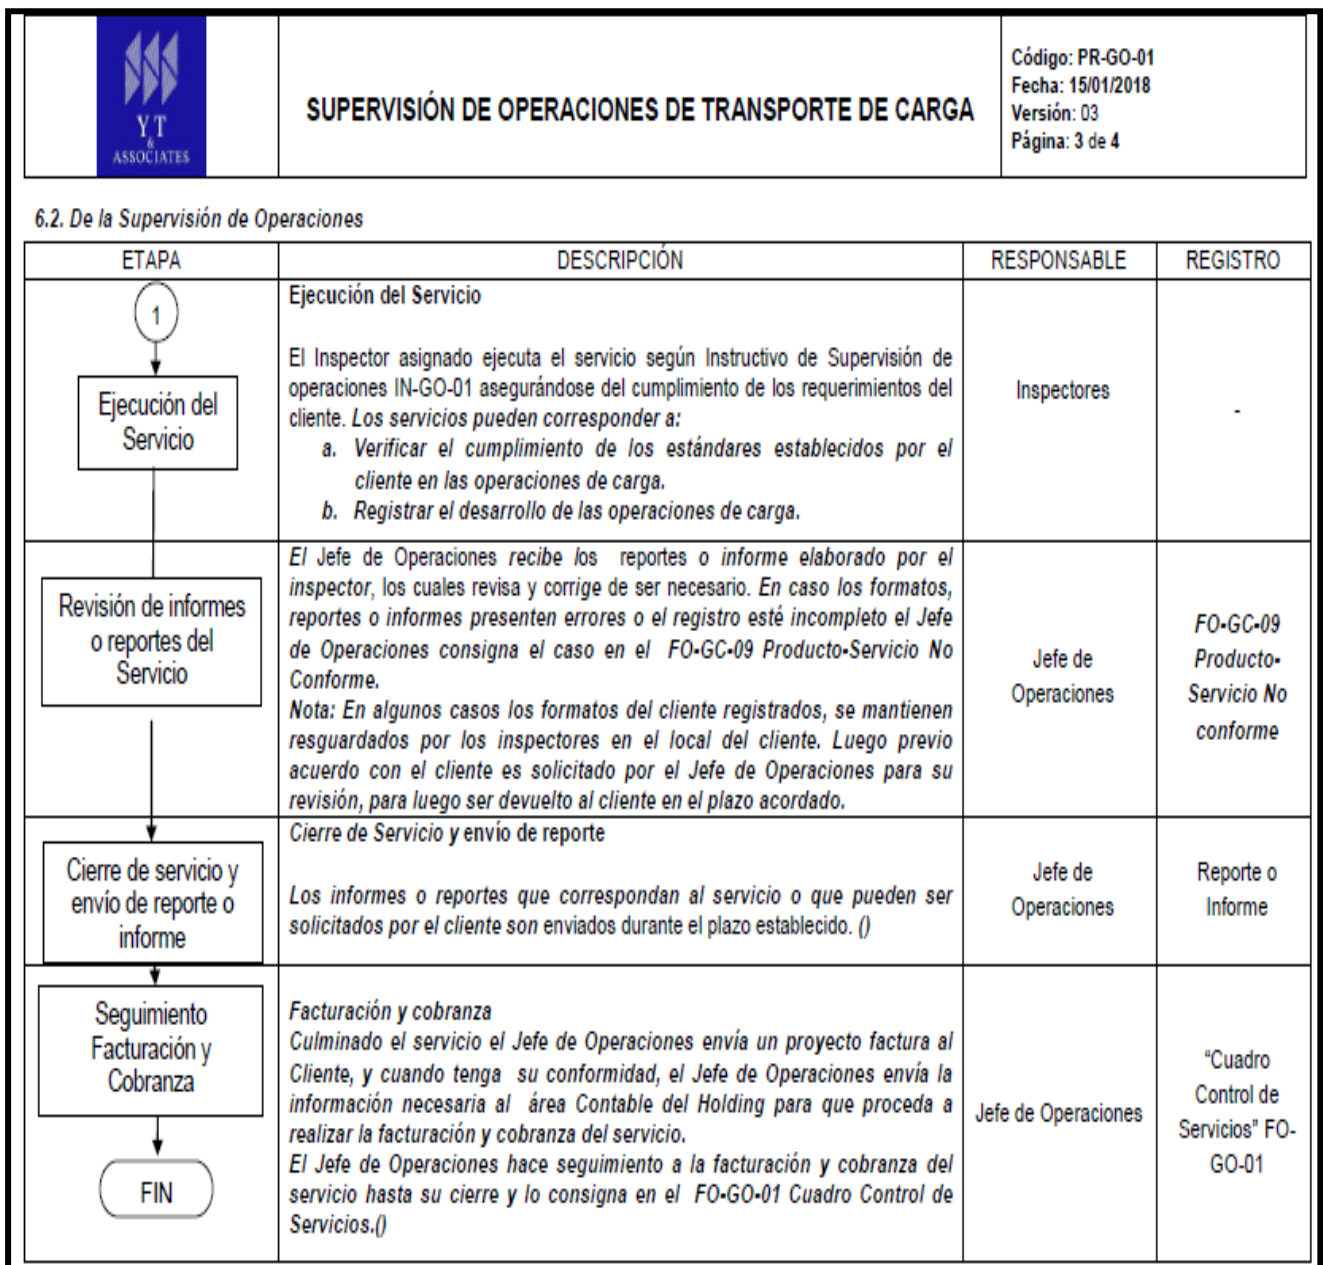 Y T
&
ASSOCIATES
SUPERVISIÓN DE OPERACIONES DE TRANSPORTE DE CARGA
Código: PR-GO-01
Fecha: 15/01/2018
Versión: 03
Página: 3 de 4
6.2. De la Supervisión de Operaciones
ETAPA
DESCRIPCIÓN
RESPONSABLE
REGISTRO
1
Ejecución del
Servicio
Ejecución del Servicio
El Inspector asignado ejecuta el servicio según Instructivo de Supervisión de
operaciones IN-GO-01 asegurándose del cumplimiento de los requerimientos del
cliente. Los servicios pueden corresponder a:
a. Verificar el cumplimiento de los estándares establecidos por el
cliente en las operaciones de carga.
b. Registrar el desarrollo de las operaciones de carga.
Inspectores
-
Revisión de informes
o reportes del
Servicio
El Jefe de Operaciones recibe los reportes o informe elaborado por el
inspector, los cuales revisa y corrige de ser necesario. En caso los formatos,
reportes o informes presenten errores o el registro esté incompleto el Jefe
de Operaciones consigna el caso en el FO-GC-09 Producto-Servicio No
Conforme.
Nota: En algunos casos los formatos del cliente registrados, se mantienen
resguardados por los inspectores en el local del cliente. Luego previo
acuerdo con el cliente es solicitado por el Jefe de Operaciones para su
revisión, para luego ser devuelto al cliente en el plazo acordado.
Jefe de
Operaciones
FO-GC-09
Producto-
Servicio No
conforme
Cierre de servicio y
envío de reporte o
informe
Cierre de Servicio y envío de reporte
Los informes o reportes que correspondan al servicio o que pueden ser
solicitados por el cliente son enviados durante el plazo establecido. ()
Jefe de
Operaciones
Reporte o
Informe
Seguimiento
Facturación y
Cobranza
FIN
Facturación y cobranza
Culminado el servicio el Jefe de Operaciones envía un proyecto factura al
Cliente, y cuando tenga su conformidad, el Jefe de Operaciones envía la
información necesaria al área Contable del Holding para que proceda a
realizar la facturación y cobranza del servicio.
El Jefe de Operaciones hace seguimiento a la facturación y cobranza del
servicio hasta su cierre y lo consigna en el FO-GO-01 Cuadro Control de
Servicios.()
Jefe de Operaciones
“Cuadro
Control de
Servicios” FO-
GO-01